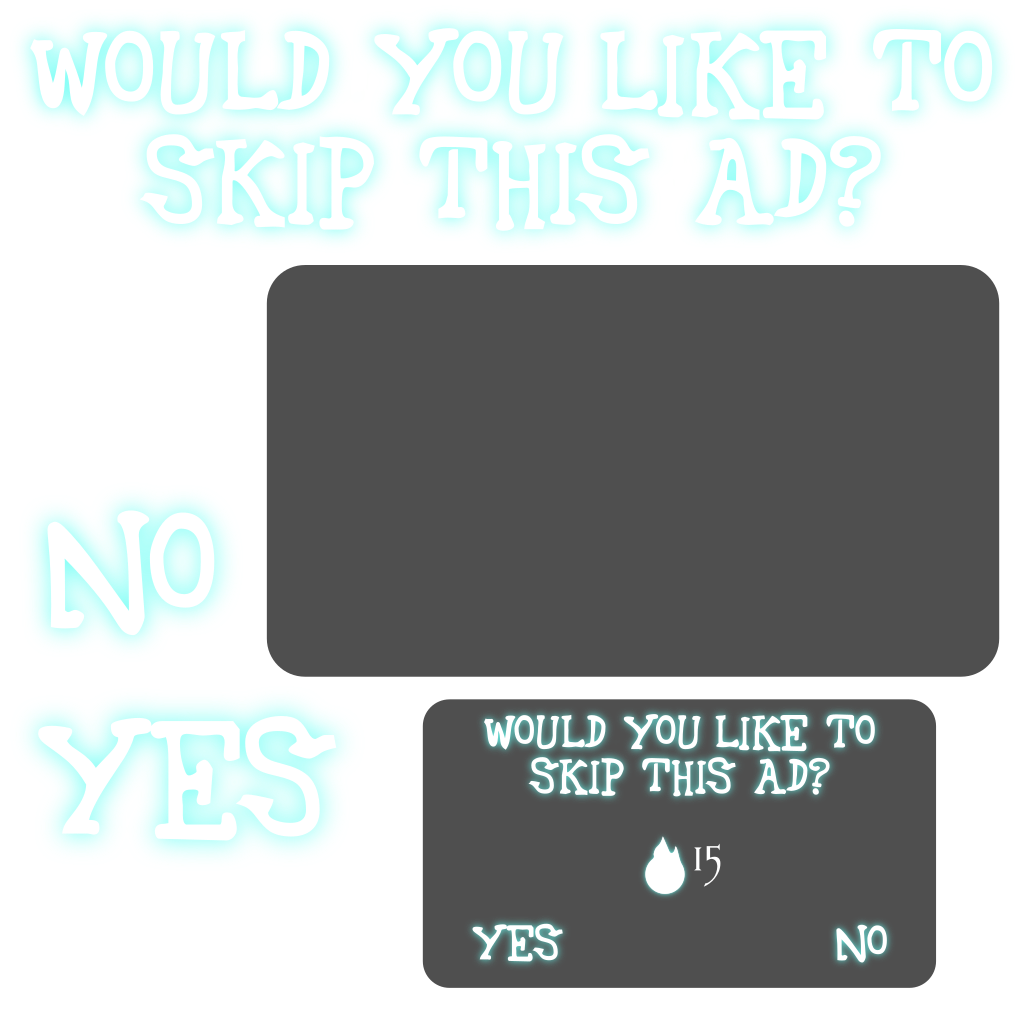 WOULD YOU LIKE TO
SKIP THIS AD?
NO
YES
WOULD YOU LIKE TO
SKIP THIS AD?
15
YES NO